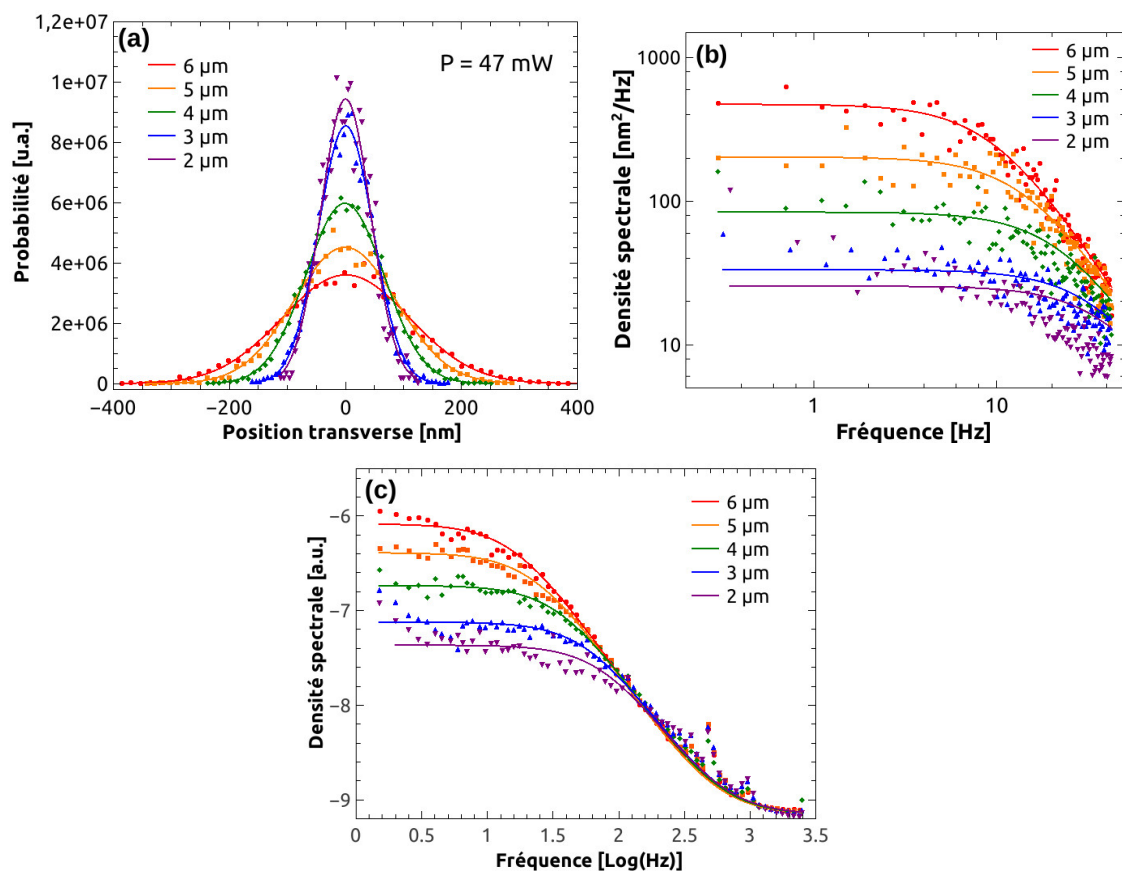 (a)
P = 47 mW
6 µm
5 µm
4 µm
3 µm
2 µm
Probabilité [u.a.]
1,2e+07
1e+07
8e+06
6e+06
4e+06
2e+06
0
−400
−200
0
200
400
Position transverse [nm]
(b)
6 µm
5 µm
4 µm
3 µm
2 µm
Densité spectrale [nm²/Hz]
1000
100
10
1
10
Fréquence [Hz]
(c)
6 µm
5 µm
4 µm
3 µm
2 µm
Densité spectrale [a.u.]
−6
−7
−8
−9
0
0.5
1
1.5
2
2.5
3
3.5
Fréquence [Log(Hz)]